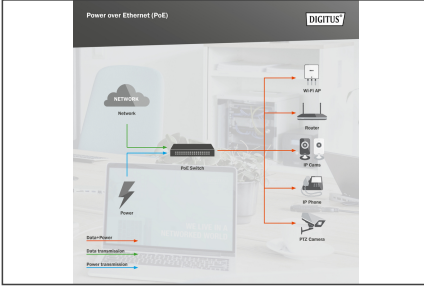 Power over Ethernet (PoE)
DIGITUS®
NETWORK
Network
PoE Switch
Power
Wi-Fi AP
Router
IP Cams
IP Phone
PTZ Camera
Data+Power
Data transmission
Power transmission